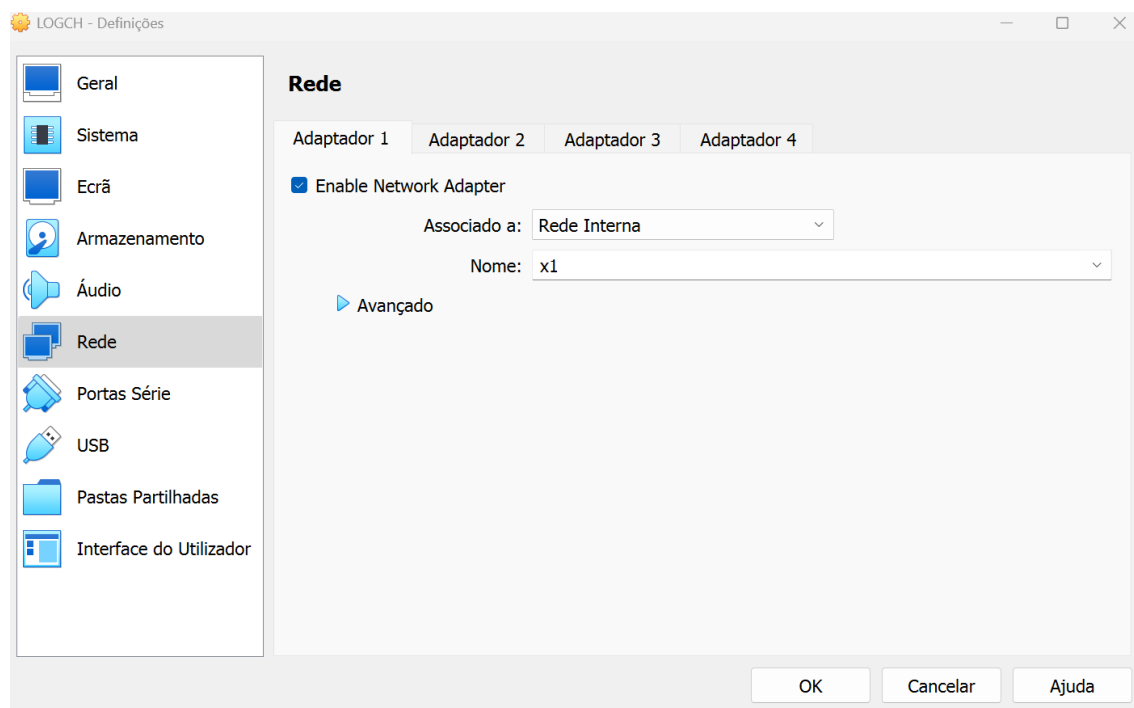 LOGCH - Definições
Geral
Sistema
Ecrã
Armazenamento
Áudio
Rede
Portas Série
USB
Pastas Partilhadas
Interface do Utilizador
Rede
Adaptador 1 Adaptador 2 Adaptador 3 Adaptador 4
Enable Network Adapter
Associado a: Rede Interna
Nome: x1
Avançado
OK Cancelar Ajuda